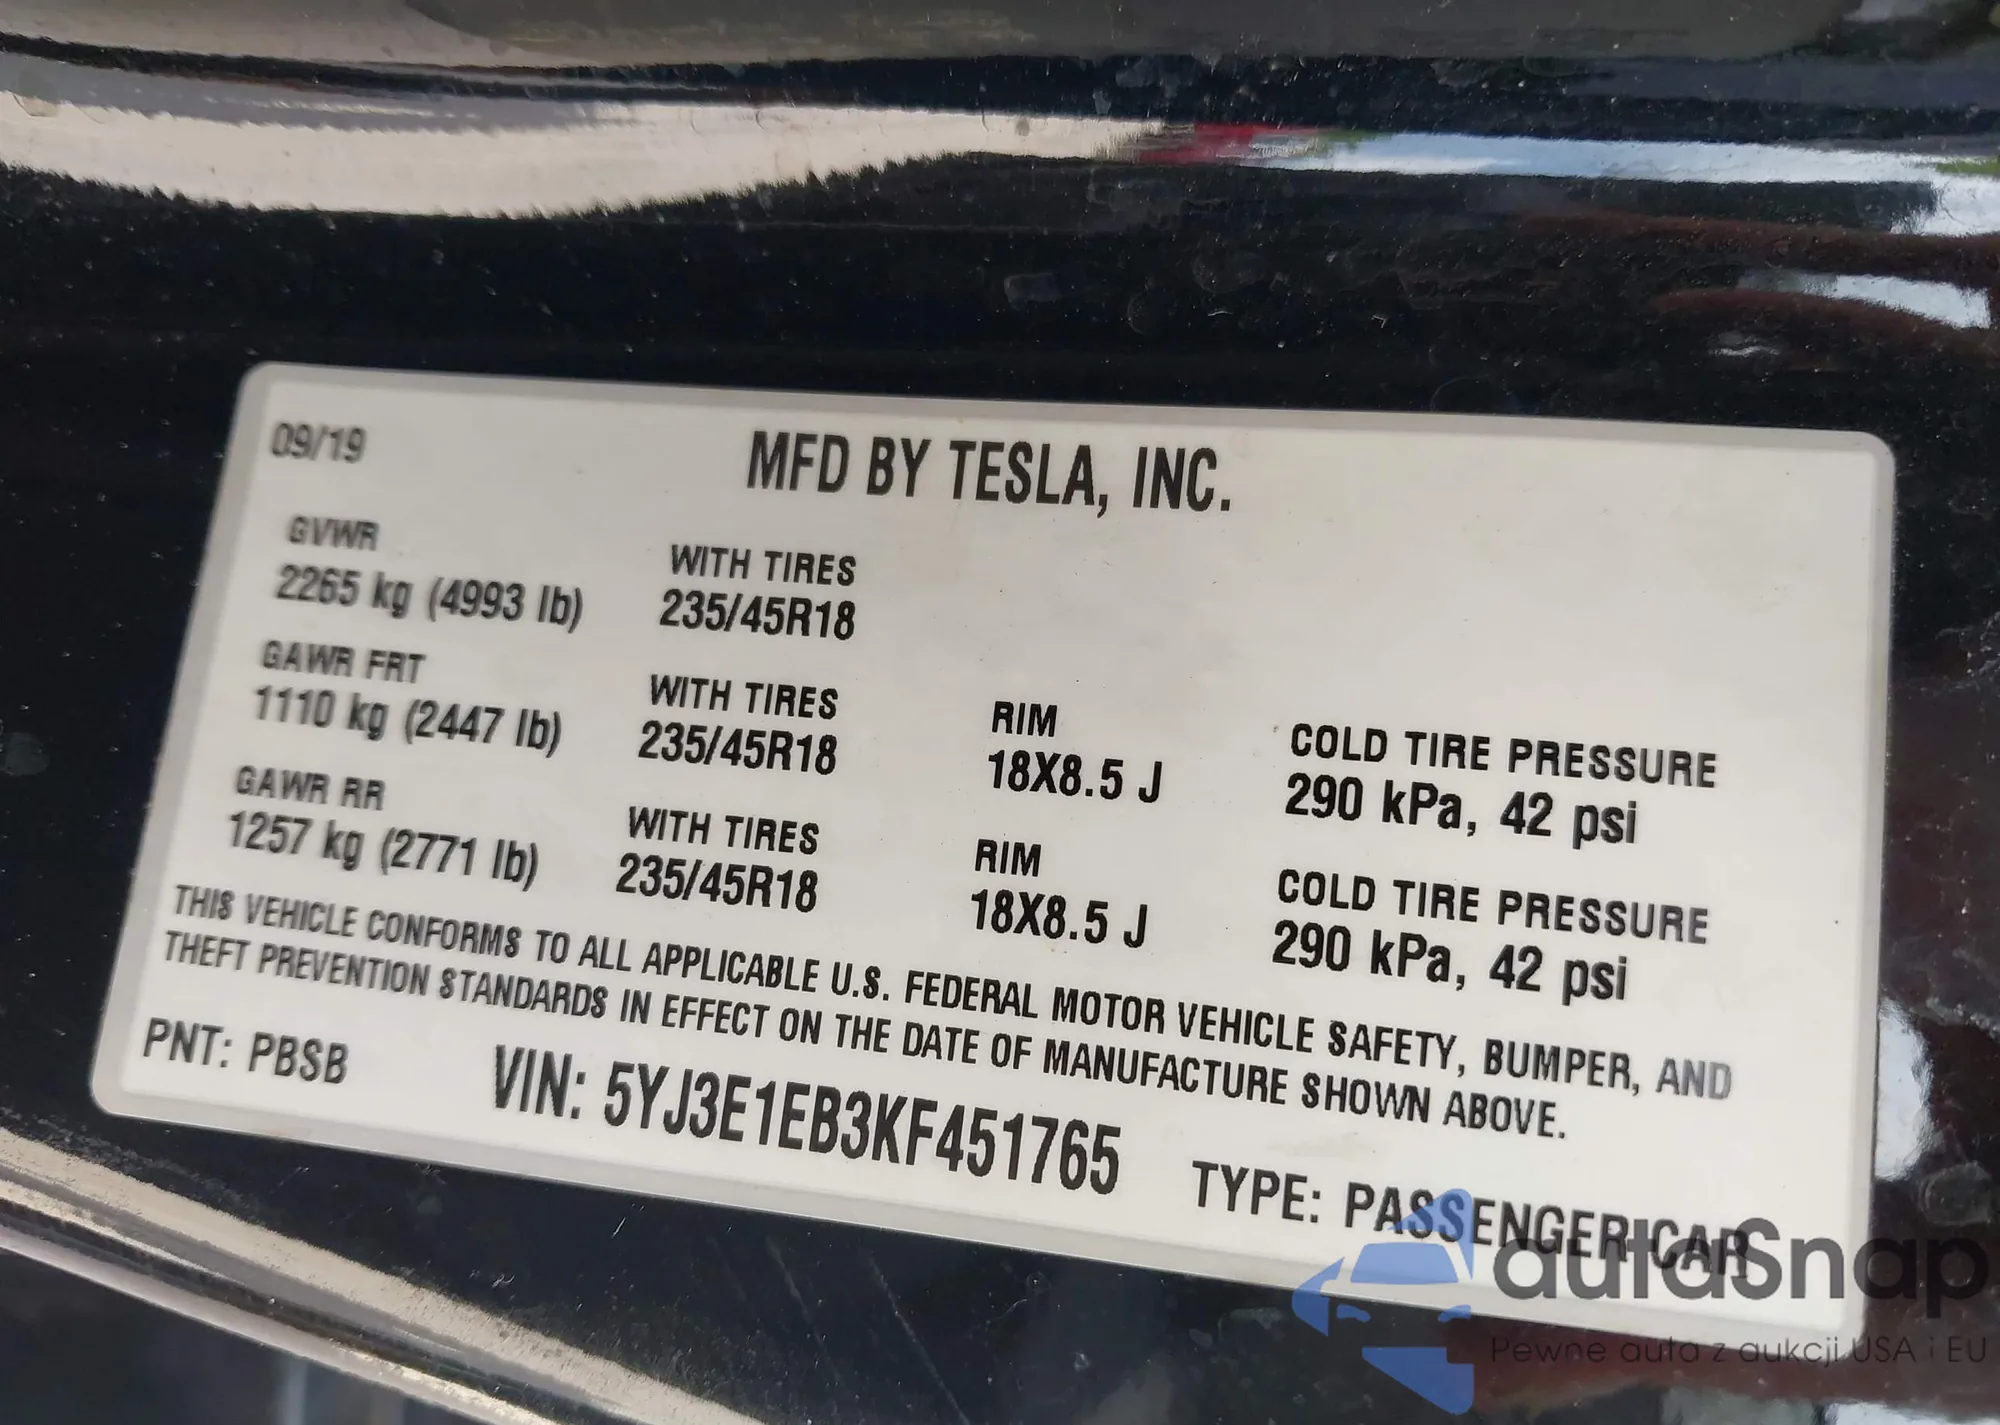 09/19
MFD BY TESLA, INC.
GVWR
2265 kg (4993 lb)
WITH TIRES
235/45R18
GAWR FRT
1110 kg (2447 lb)
WITH TIRES
235/45R18
RIM
18X8.5 J
COLD TIRE PRESSURE
290 kPa, 42 psi
GAWR RR
1257 kg (2771 lb)
WITH TIRES
235/45R18
RIM
18X8.5 J
COLD TIRE PRESSURE
290 kPa, 42 psi
THIS VEHICLE CONFORMS TO ALL APPLICABLE U.S. FEDERAL MOTOR VEHICLE SAFETY, BUMPER, AND
THEFT PREVENTION STANDARDS IN EFFECT ON THE DATE OF MANUFACTURE SHOWN ABOVE.
PNT: PBSB
VIN: 5YJ3E1EB3KF451765
TYPE: PASSENGER CAR
autaSnap
Pewne auta z aukcji USA i EU